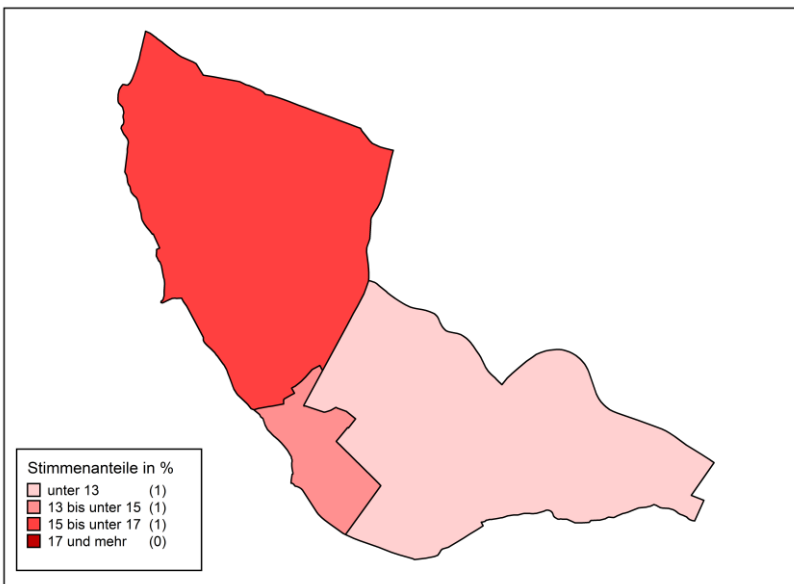 Stimmenanteile in %
unter 13 (1)
13 bis unter 15 (1)
15 bis unter 17 (1)
17 und mehr (0)